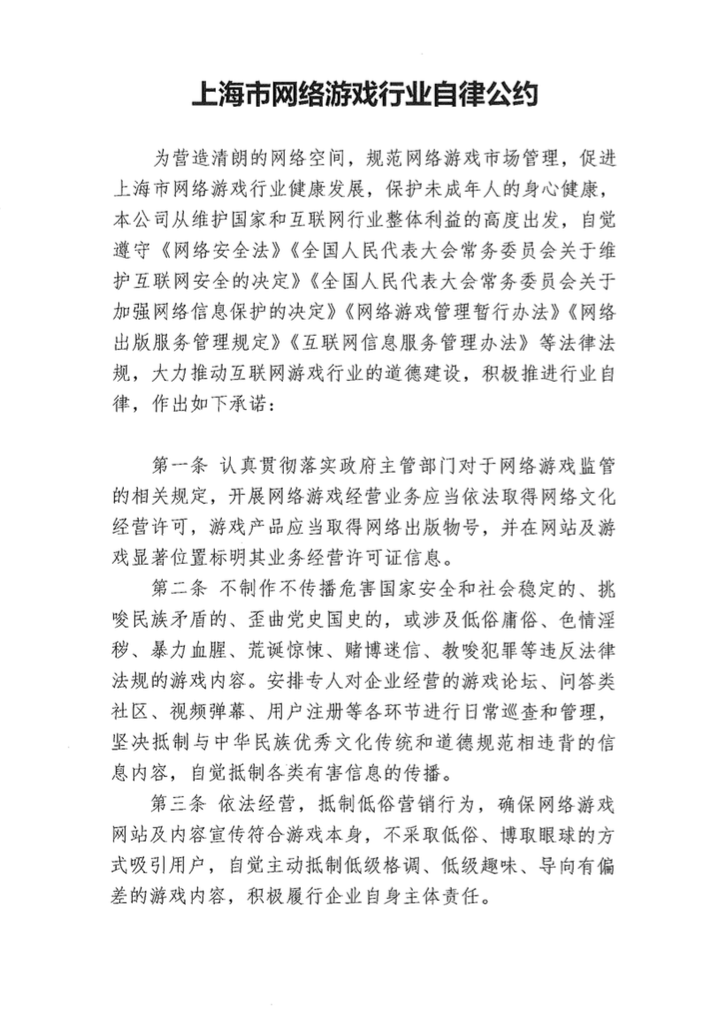 上海市网络游戏行业自律公约
为营造清朗的网络空间，规范网络游戏市场管理，促进
上海市网络游戏行业健康发展，保护未成年人的身心健康，
本公司从维护国家和互联网行业整体利益的高度出发，自觉
遵守《网络安全法》《全国人民代表大会常务委员会关于维
护互联网安全的决定》《全国人民代表大会常务委员会关于
加强网络信息保护的决定》《网络游戏管理暂行办法》《网络
出版服务管理规定》《互联网信息服务管理办法》等法律法
规，大力推动互联网游戏行业的道德建设，积极推进行业自
律，作出如下承诺：
第一条 认真贯彻落实政府主管部门对于网络游戏监管
的相关规定，开展网络游戏经营业务应当依法取得网络文化
经营许可，游戏产品应当取得网络出版物号，并在网站及游
戏显著位置标明其业务经营许可证信息。
第二条 不制作不传播危害国家安全和社会稳定的、挑
唆民族矛盾的、歪曲党史国史的，或涉及低俗庸俗、色情淫
秽、暴力血腥、荒诞惊悚、赌博迷信、教唆犯罪等违反法律
法规的游戏内容。安排专人对企业经营的游戏论坛、问答类
社区、视频弹幕、用户注册等各环节进行日常巡查和管理，
坚决抵制与中华民族优秀文化传统和道德规范相违背的信
息内容，自觉抵制各类有害信息的传播。
第三条 依法经营，抵制低俗营销行为，确保网络游戏
网站及内容宣传符合游戏本身，不采取低俗、博取眼球的方
式吸引用户，自觉主动抵制低级格调、低级趣味、导向有偏
差的游戏内容，积极履行企业自身主体责任。